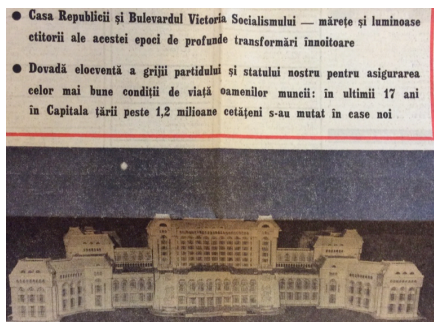 ● Casa Republicii și Bulevardul Victoria Socialismului — mărețe și luminoase
ctitorii ale acestei epoci de profunde transformări înnoitoare
● Dovadă elocventă a grijii partidului și statului nostru pentru asigurarea
celor mai bune condiții de viață oamenilor muncii: în ultimii 17 ani
în Capitala țării peste 1,2 milioane cetățeni s-au mutat în case noi